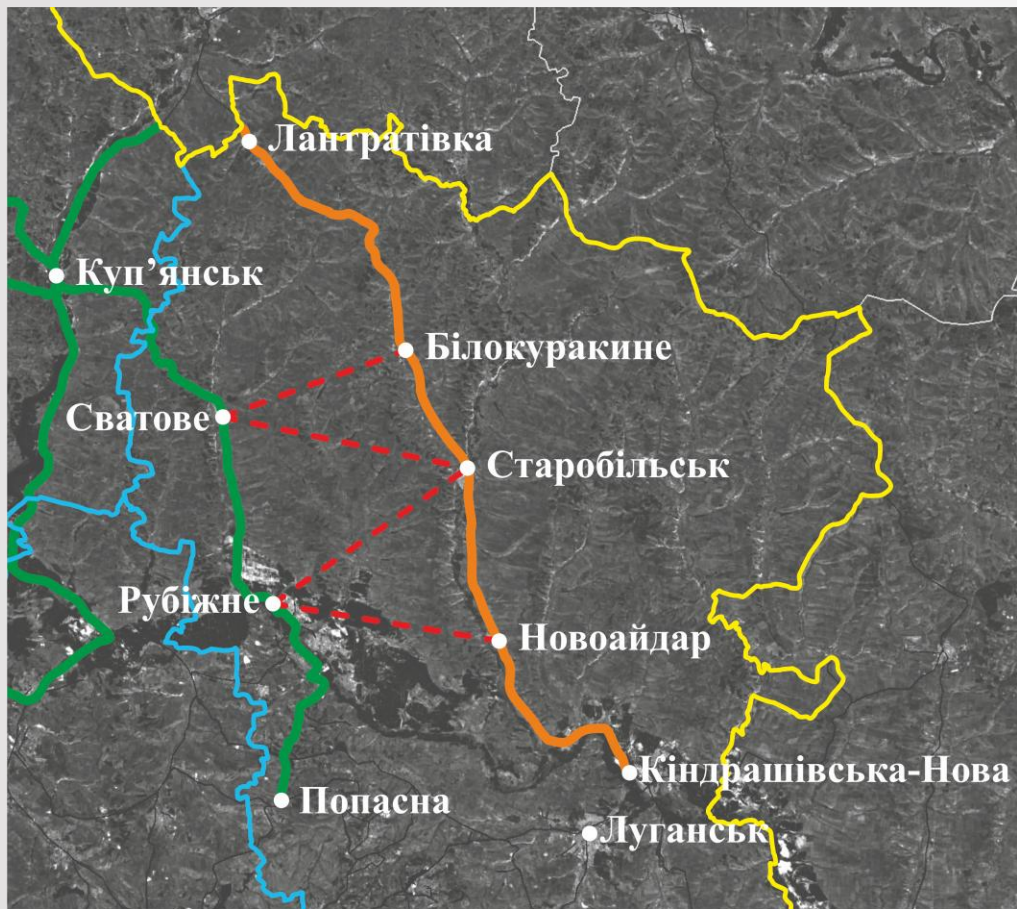 Лантратівка
Куп’янськ
Білокуракине
Сватове
Старобільськ
Рубіжне
Новоайдар
Кіндрашівська-Нова
Попасна
Луганськ